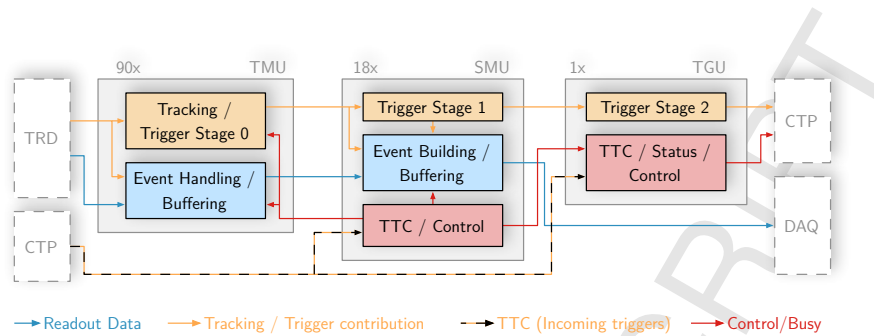 90x TMU 18x SMU 1x TGU
TRD
Tracking /
Trigger Stage 0
Event Handling /
Buffering
Trigger Stage 1
Event Building /
Buffering
TTC / Control
Trigger Stage 2
TTC / Status /
Control
CTP
DAQ
CTP
Readout Data Tracking / Trigger contribution TTC (Incoming triggers) Control/Busy